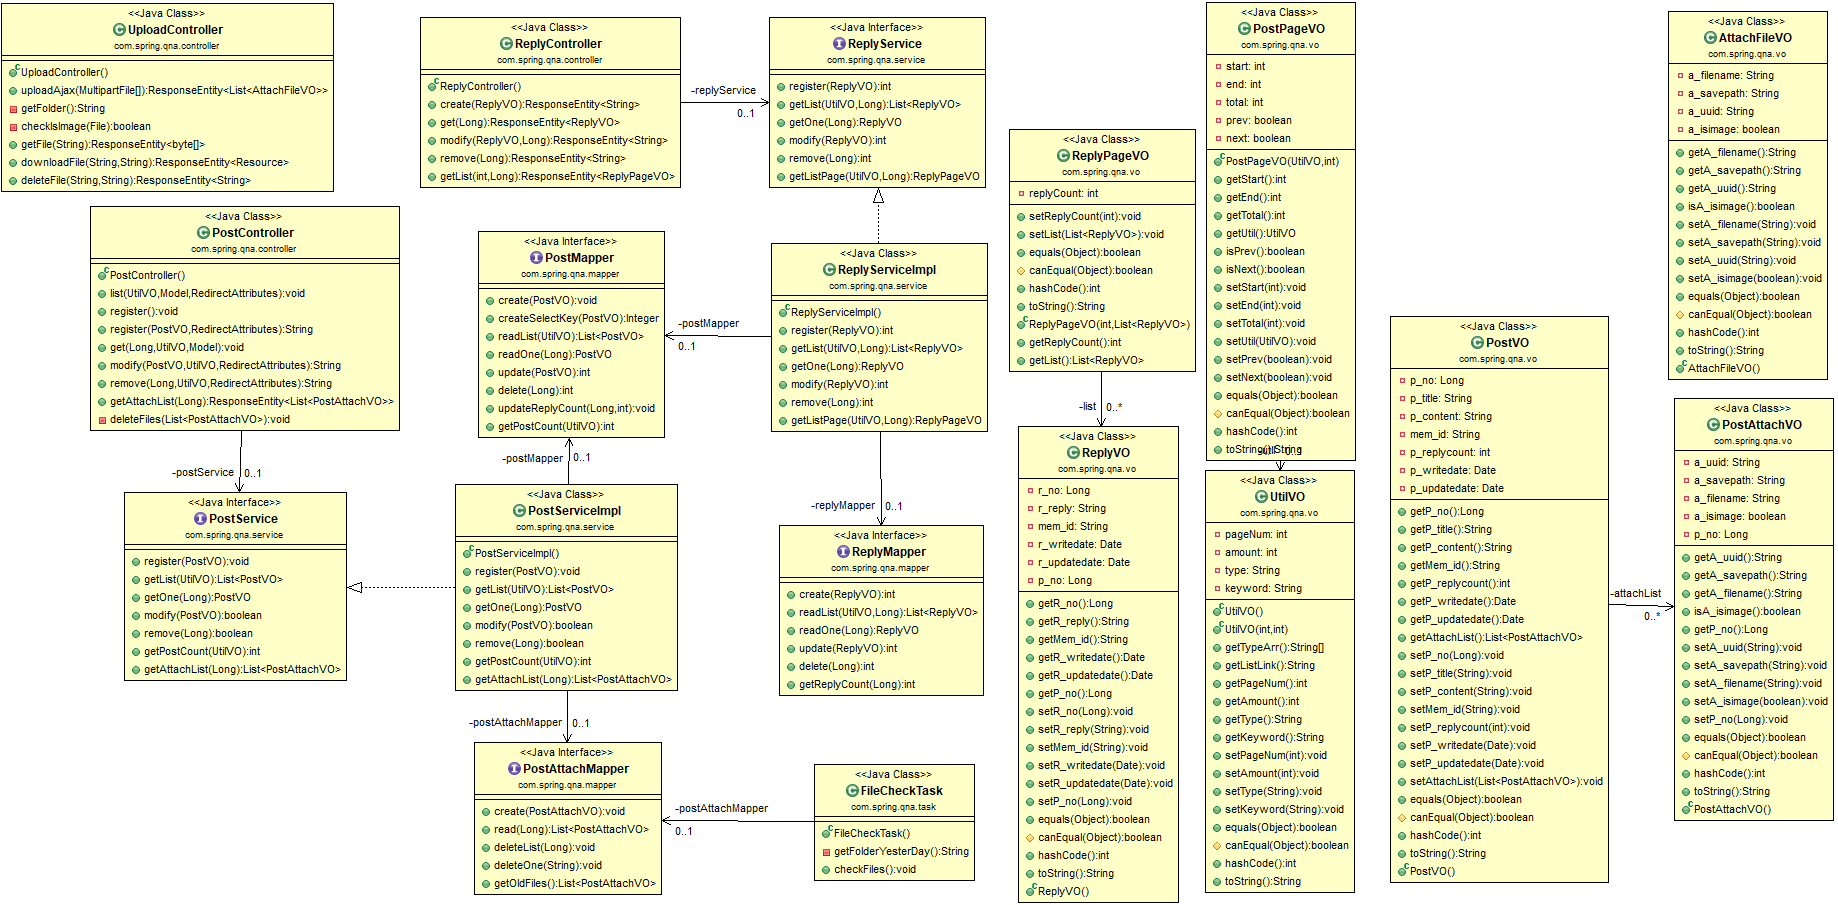 <<Java Class>>
UploadController
com.spring.qna.controller
UploadController()
uploadAjax(MultipartFile[]):ResponseEntity<List<AttachFileVO>>
getFolder():String
checkIsImage(File):boolean
getFile(String):ResponseEntity<byte[]>
downloadFile(String,String):ResponseEntity<Resource>
deleteFile(String,String):ResponseEntity<String>
<<Java Class>>
PostController
com.spring.qna.controller
PostController()
list(UtilVO,Model,RedirectAttributes):void
register():void
register(PostVO,RedirectAttributes):String
get(Long,UtilVO,Model):void
modify(PostVO,UtilVO,RedirectAttributes):String
remove(Long,UtilVO,RedirectAttributes):String
getAttachList(Long):ResponseEntity<List<PostAttachVO>>
deleteFiles(List<PostAttachVO>):void
-postService
0..1
<<Java Interface>>
PostService
com.spring.qna.service
register(PostVO):void
getList(UtilVO):List<PostVO>
getOne(Long):PostVO
modify(PostVO):boolean
remove(Long):boolean
getPostCount(UtilVO):int
getAttachList(Long):List<PostAttachVO>
<<Java Class>>
ReplyController
com.spring.qna.controller
ReplyController()
create(ReplyVO):ResponseEntity<String>
get(Long):ResponseEntity<ReplyVO>
modify(ReplyVO,Long):ResponseEntity<String>
remove(Long):ResponseEntity<String>
getList(int,Long):ResponseEntity<ReplyPageVO>
-replyService
0..1
<<Java Interface>>
ReplyService
com.spring.qna.service
register(ReplyVO):int
getList(UtilVO,Long):List<ReplyVO>
getOne(Long):ReplyVO
modify(ReplyVO):int
remove(Long):int
getListPage(UtilVO,Long):ReplyPageVO
<<Java Interface>>
PostMapper
com.spring.qna.mapper
create(PostVO):void
createSelectKey(PostVO):Integer
readList(UtilVO):List<PostVO>
readOne(Long):PostVO
update(PostVO):int
delete(Long):int
updateReplyCount(Long,int):void
getPostCount(UtilVO):int
-postMapper
0..1
<<Java Class>>
ReplyServiceImpl
com.spring.qna.service
ReplyServiceImpl()
register(ReplyVO):int
getList(UtilVO,Long):List<ReplyVO>
getOne(Long):ReplyVO
modify(ReplyVO):int
remove(Long):int
getListPage(UtilVO,Long):ReplyPageVO
-postMapper
0..1
<<Java Class>>
PostServiceImpl
com.spring.qna.service
PostServiceImpl()
register(PostVO):void
getList(UtilVO):List<PostVO>
getOne(Long):PostVO
modify(PostVO):boolean
remove(Long):boolean
getPostCount(UtilVO):int
getAttachList(Long):List<PostAttachVO>
-replyMapper
0..1
<<Java Interface>>
ReplyMapper
com.spring.qna.mapper
create(ReplyVO):int
readList(UtilVO,Long):List<ReplyVO>
readOne(Long):ReplyVO
update(ReplyVO):int
delete(Long):int
getReplyCount(Long):int
-postAttachMapper
0..1
<<Java Interface>>
PostAttachMapper
com.spring.qna.mapper
create(PostAttachVO):void
read(Long):List<PostAttachVO>
deleteList(Long):void
deleteOne(String):void
getOldFiles():List<PostAttachVO>
-postAttachMapper
0..1
<<Java Class>>
FileCheckTask
com.spring.qna.task
FileCheckTask()
getFolderYesterDay():String
checkFiles():void
<<Java Class>>
ReplyPageVO
com.spring.qna.vo
replyCount: int
setReplyCount(int):void
setList(List<ReplyVO>):void
equals(Object):boolean
canEqual(Object):boolean
hashCode():int
toString():String
ReplyPageVO(int,List<ReplyVO>)
getReplyCount():int
getList():List<ReplyVO>
-list
0..*
<<Java Class>>
ReplyVO
com.spring.qna.vo
r_no: Long
r_reply: String
mem_id: String
r_writedate: Date
r_updatedate: Date
p_no: Long
getR_no():Long
getR_reply():String
getMem_id():String
getR_writedate():Date
getR_updatedate():Date
getP_no():Long
setR_no(Long):void
setR_reply(String):void
setMem_id(String):void
setR_writedate(Date):void
setR_updatedate(Date):void
setP_no(Long):void
equals(Object):boolean
canEqual(Object):boolean
hashCode():int
toString():String
ReplyVO()
<<Java Class>>
PostPageVO
com.spring.qna.vo
start: int
end: int
total: int
prev: boolean
next: boolean
PostPageVO(UtilVO,int)
getStart():int
getEnd():int
getTotal():int
getUtil():UtilVO
isPrev():boolean
isNext():boolean
setStart(int):void
setEnd(int):void
setTotal(int):void
setUtil(UtilVO):void
setPrev(boolean):void
setNext(boolean):void
equals(Object):boolean
canEqual(Object):boolean
hashCode():int
toString():String
-util
<<Java Class>>
UtilVO
com.spring.qna.vo
pageNum: int
amount: int
type: String
keyword: String
UtilVO()
UtilVO(int,int)
getTypeArr():String[]
getListLink():String
getPageNum():int
getAmount():int
getType():String
getKeyword():String
setPageNum(int):void
setAmount(int):void
setType(String):void
setKeyword(String):void
equals(Object):boolean
canEqual(Object):boolean
hashCode():int
toString():String
<<Java Class>>
PostVO
com.spring.qna.vo
p_no: Long
p_title: String
p_content: String
mem_id: String
p_replycount: int
p_writedate: Date
p_updatedate: Date
getP_no():Long
getP_title():String
getP_content():String
getMem_id():String
getP_replycount():int
getP_writedate():Date
getP_updatedate():Date
getAttachList():List<PostAttachVO>
setP_no(Long):void
setP_title(String):void
setP_content(String):void
setMem_id(String):void
setP_replycount(int):void
setP_writedate(Date):void
setP_updatedate(Date):void
setAttachList(List<PostAttachVO>):void
equals(Object):boolean
canEqual(Object):boolean
hashCode():int
toString():String
PostVO()
-attachList
0..*
<<Java Class>>
AttachFileVO
com.spring.qna.vo
a_filename: String
a_savepath: String
a_uuid: String
a_isimage: boolean
getA_filename():String
getA_savepath():String
getA_uuid():String
isA_isimage():boolean
setA_filename(String):void
setA_savepath(String):void
setA_uuid(String):void
setA_isimage(boolean):void
equals(Object):boolean
canEqual(Object):boolean
hashCode():int
toString():String
AttachFileVO()
<<Java Class>>
PostAttachVO
com.spring.qna.vo
a_uuid: String
a_savepath: String
a_filename: String
a_isimage: boolean
p_no: Long
getA_uuid():String
getA_savepath():String
getA_filename():String
isA_isimage():boolean
getP_no():Long
setA_uuid(String):void
setA_savepath(String):void
setA_filename(String):void
setA_isimage(boolean):void
setP_no(Long):void
equals(Object):boolean
canEqual(Object):boolean
hashCode():int
toString():String
PostAttachVO()